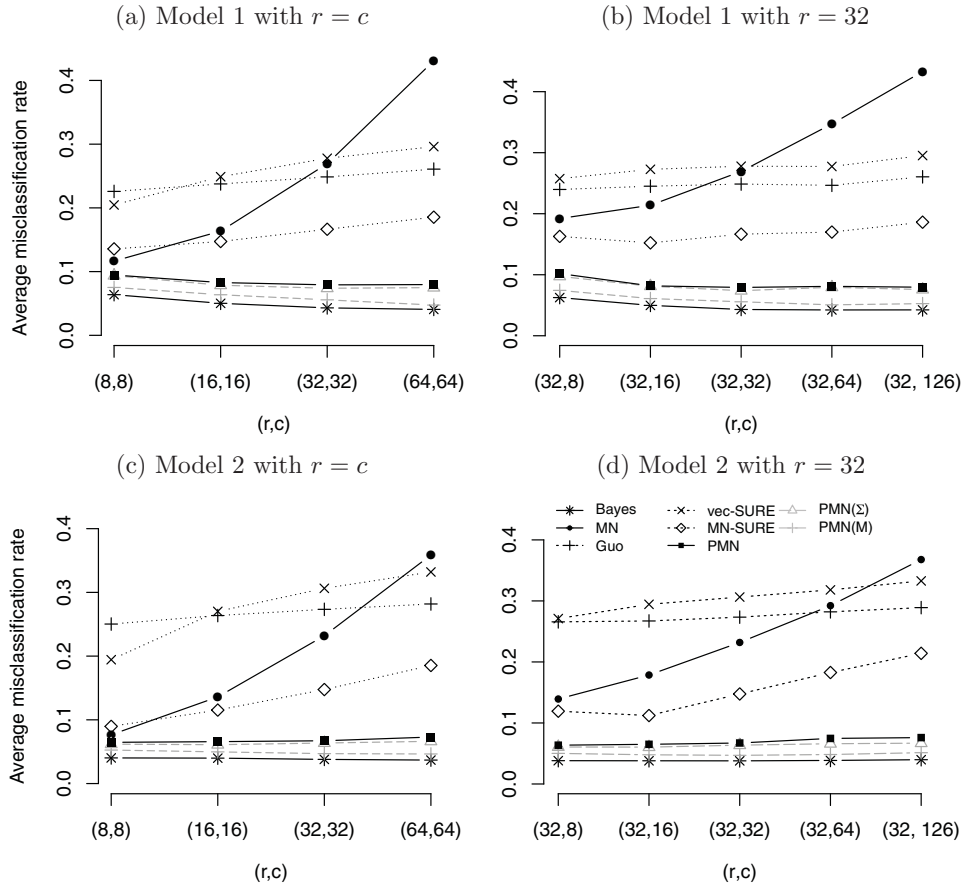 (a) Model 1 with r = c
Average misclassification rate
0.4
0.3
0.2
0.1
0.0
(8,8) (16,16) (32,32) (64,64)
(r,c)
(b) Model 1 with r = 32
0.4
0.3
0.2
0.1
0.0
(32,8) (32,16) (32,32) (32,64) (32, 126)
(r,c)
(c) Model 2 with r = c
Average misclassification rate
0.4
0.3
0.2
0.1
0.0
(8,8) (16,16) (32,32) (64,64)
(r,c)
(d) Model 2 with r = 32
Bayes vec-SURE PMN(Σ)
MN MN-SURE PMN(M)
Guo PMN
0.4
0.3
0.2
0.1
0.0
(32,8) (32,16) (32,32) (32,64) (32, 126)
(r,c)